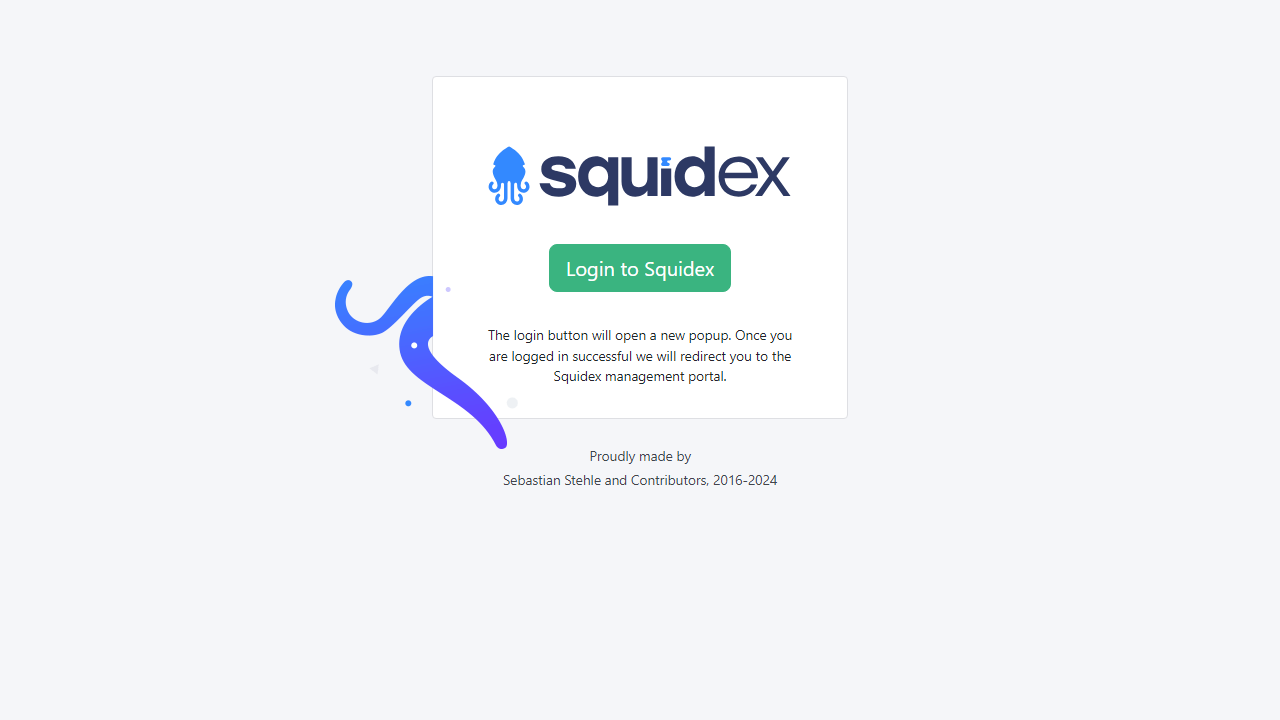 squidex
Login to Squidex
The login button will open a new popup. Once you
are logged in successful we will redirect you to the
Squidex management portal.
Proudly made by
Sebastian Stehle and Contributors, 2016-2024